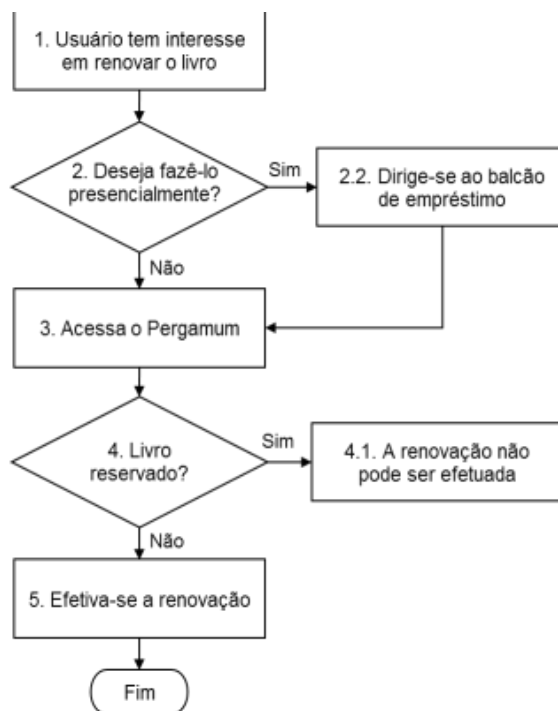 1. Usuário tem interesse
em renovar o livro
2. Deseja fazê-lo
presencialmente?
Sim
2.2. Dirige-se ao balcão
de empréstimo
Não
3. Acessa o Pergamum
4. Livro
reservado?
Sim
4.1. A renovação não
pode ser efetuada
Não
5. Efetiva-se a renovação
Fim